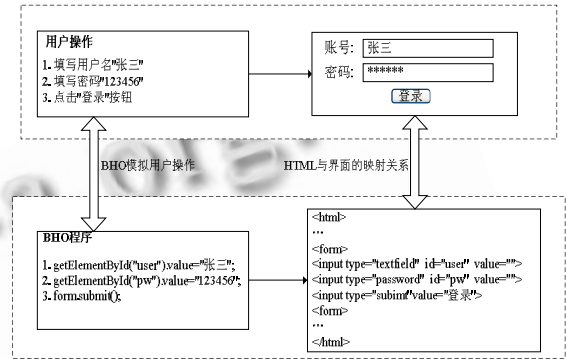 用户操作
1. 填写用户名"张三"
2. 填写密码"123456"
3. 点击"登录"按钮
账号: 张三
密码: ******
登录
BHO模拟用户操作
HTML与界面的映射关系
BHO程序
1. getElementById("user").value="张三";
2. getElementById("pw").value="123456";
3. form.submit();
<html>
...
<form>
<input type="textfield" id="user" value="">
<input type="password" id="pw" value="">
<input type="subimt"value="登录">
<form>
...
</html>